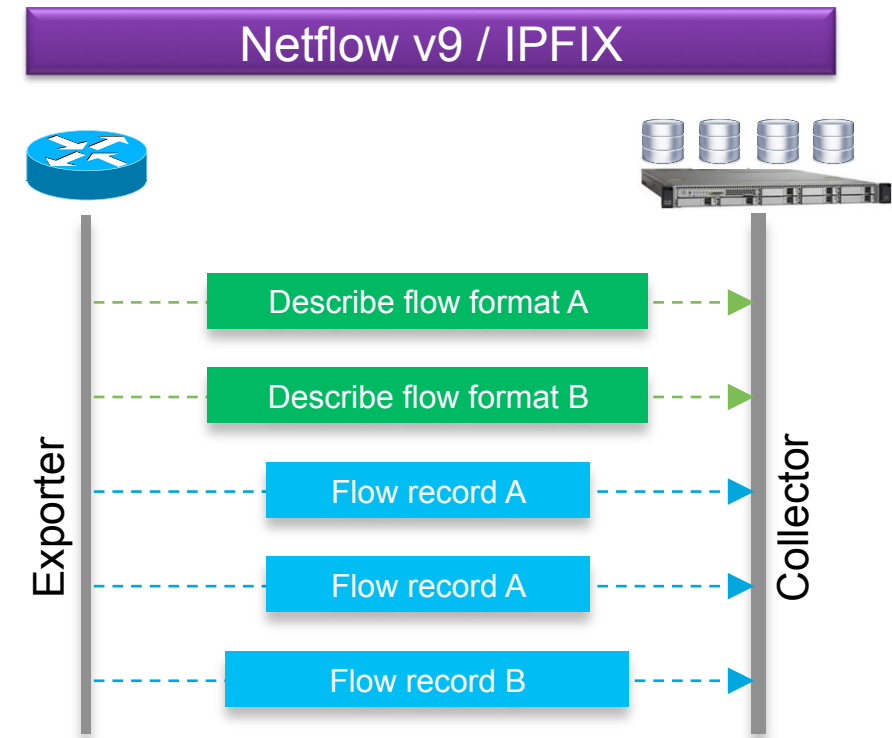 Netflow v9 / IPFIX
Describe flow format A
Describe flow format B
Flow record A
Flow record A
Flow record B
Exporter
Collector